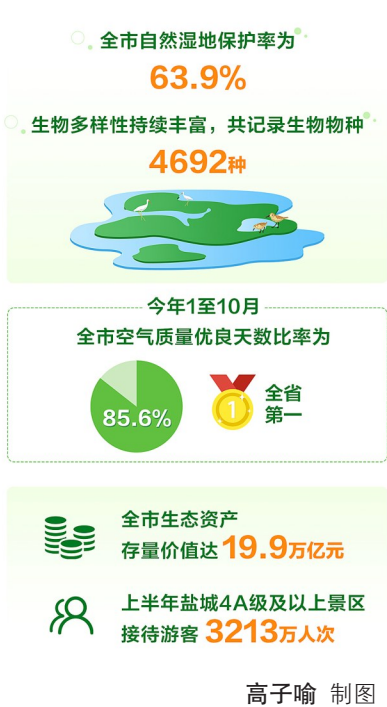 全市自然湿地保护率为
63.9%
生物多样性持续丰富，共记录生物物种
4692种
今年1至10月
全市空气质量优良天数比率为
85.6%
1
全省
第一
全市生态资产
存量价值达19.9万亿元
上半年盐城4A级及以上景区
接待游客 3213万人次
高子喻 制图